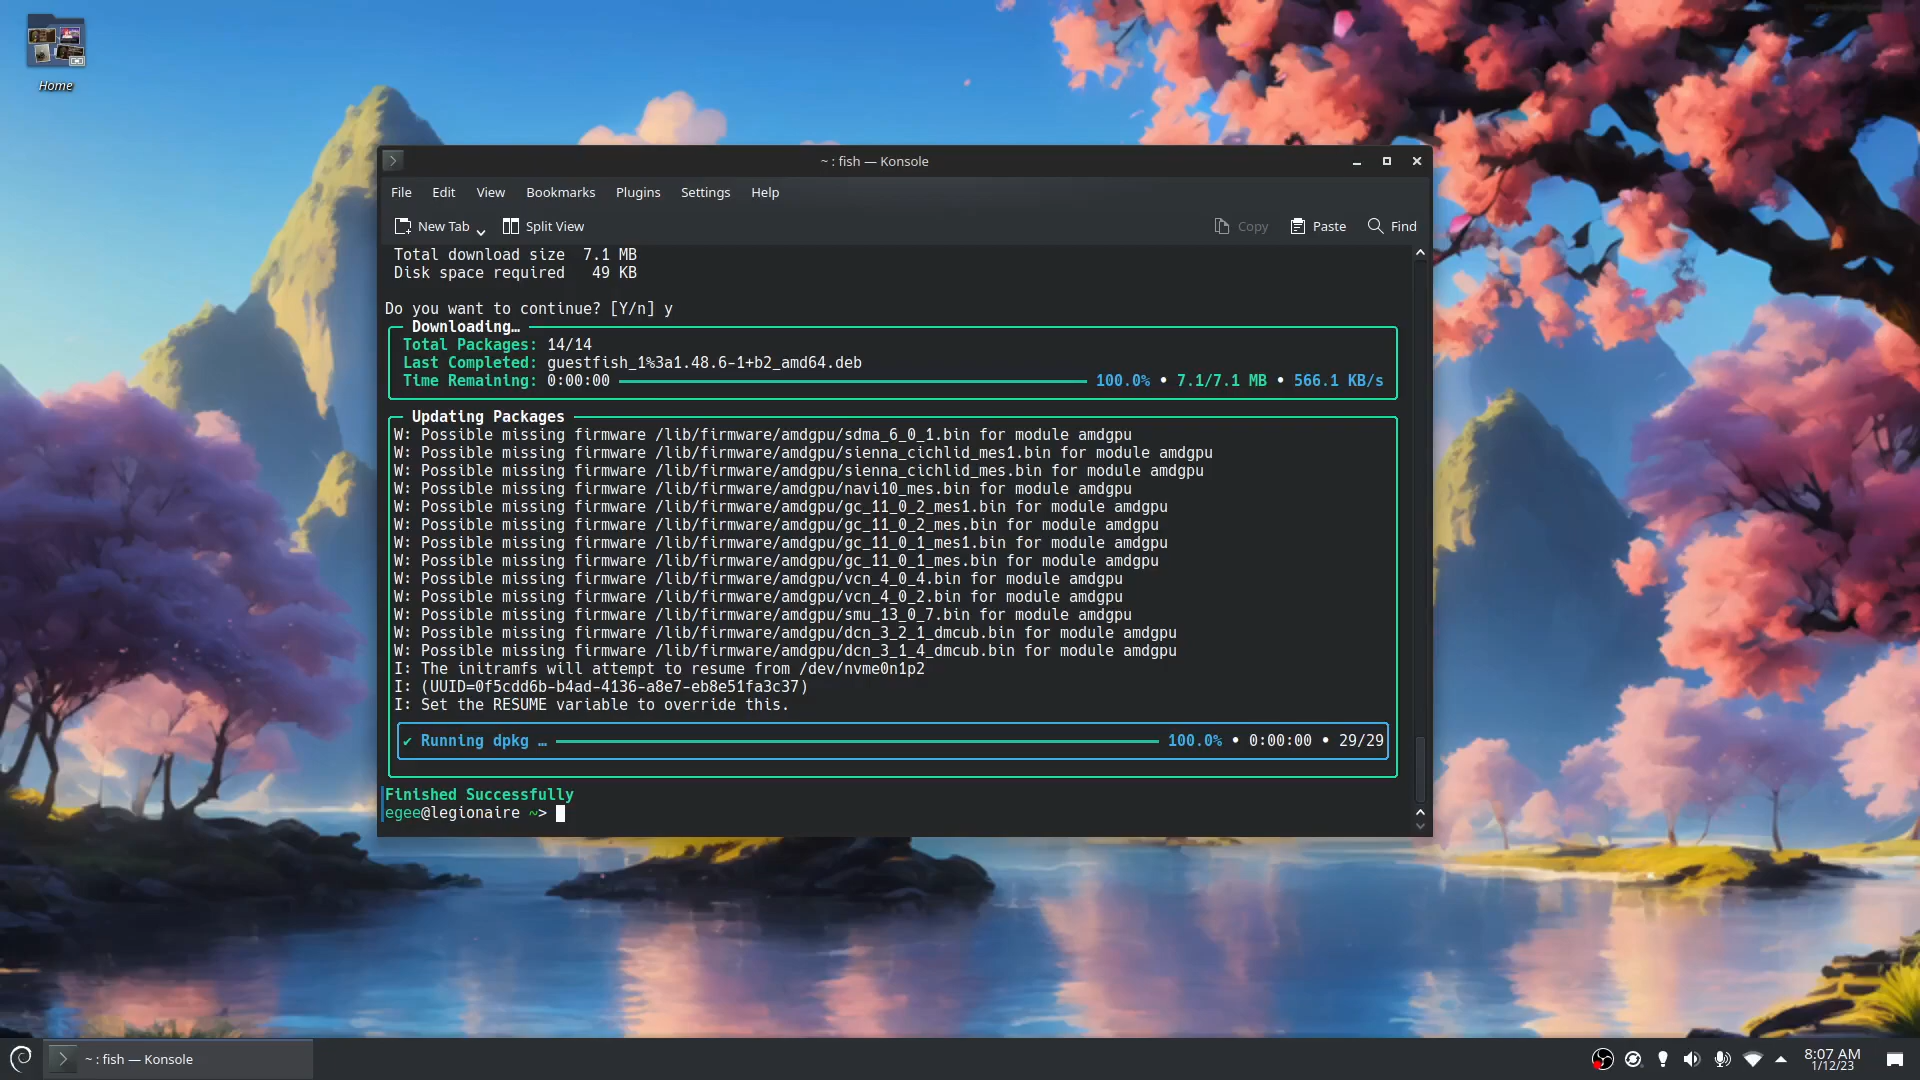 Home
~ : fish — Konsole
File Edit View Bookmarks Plugins Settings Help
New Tab Split View Copy Paste Find
Total download size 7.1 MB
Disk space required 49 KB
Do you want to continue? [Y/n] y
Downloading…
Total Packages: 14/14
Last Completed: guestfish_1%3a1.48.6-1+b2_amd64.deb
Time Remaining: 0:00:00 100.0% • 7.1/7.1 MB • 566.1 KB/s
Updating Packages
W: Possible missing firmware /lib/firmware/amdgpu/sdma_6_0_1.bin for module amdgpu
W: Possible missing firmware /lib/firmware/amdgpu/sienna_cichlid_mes1.bin for module amdgpu
W: Possible missing firmware /lib/firmware/amdgpu/sienna_cichlid_mes.bin for module amdgpu
W: Possible missing firmware /lib/firmware/amdgpu/navi10_mes.bin for module amdgpu
W: Possible missing firmware /lib/firmware/amdgpu/gc_11_0_2_mes1.bin for module amdgpu
W: Possible missing firmware /lib/firmware/amdgpu/gc_11_0_2_mes.bin for module amdgpu
W: Possible missing firmware /lib/firmware/amdgpu/gc_11_0_1_mes1.bin for module amdgpu
W: Possible missing firmware /lib/firmware/amdgpu/gc_11_0_1_mes.bin for module amdgpu
W: Possible missing firmware /lib/firmware/amdgpu/vcn_4_0_4.bin for module amdgpu
W: Possible missing firmware /lib/firmware/amdgpu/vcn_4_0_2.bin for module amdgpu
W: Possible missing firmware /lib/firmware/amdgpu/smu_13_0_7.bin for module amdgpu
W: Possible missing firmware /lib/firmware/amdgpu/dcn_3_2_1_dmcub.bin for module amdgpu
W: Possible missing firmware /lib/firmware/amdgpu/dcn_3_1_4_dmcub.bin for module amdgpu
I: The initramfs will attempt to resume from /dev/nvme0n1p2
I: (UUID=0f5cdd6b-b4ad-4136-a8e7-eb8e51fa3c37)
I: Set the RESUME variable to override this.
✔ Running dpkg … 100.0% • 0:00:00 • 29/29
Finished Successfully
egee@legionaire ~>
~ : fish — Konsole
8:07 AM
1/12/23